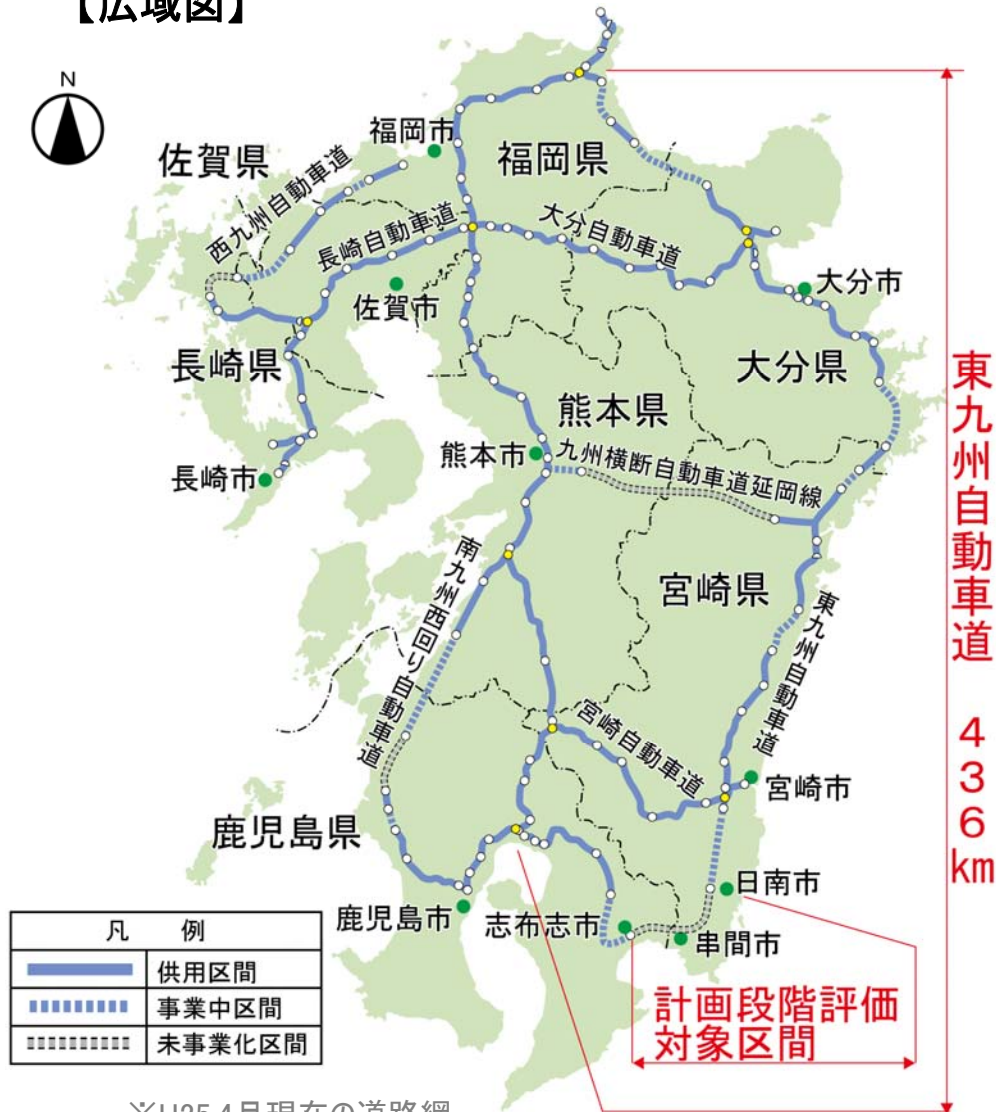 【広域図】
N
福岡市
佐賀県
福岡県
西九州自動車道
長崎自動車道
大分自動車道
佐賀市
大分市
長崎県
大分県
熊本県
熊本市
九州横断自動車道延岡線
長崎市
東九州自動車道 436km
南九州西回り自動車道
宮崎県
東九州自動車道
宮崎自動車道
宮崎市
鹿児島県
日南市
鹿児島市
志布志市
串間市
計画段階評価
対象区間
凡 例
供用区間
事業中区間
未事業化区間